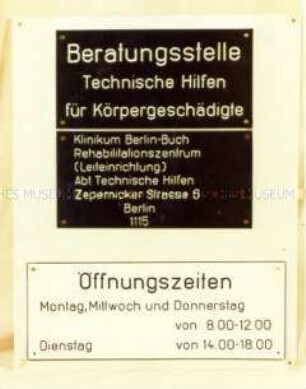 Beratungsstelle
Technische Hilfen
für Körpergeschädigte
Klinikum Berlin-Buch
Rehabilitationszentrum
(Leiteinrichtung)
Abt Technische Hilfen
Zepernicker Strasse 6
Berlin
1115
Öffnungszeiten
Montag, Mittwoch und Donnerstag
von 8.00-12.00
Dienstag von 14.00-18.00